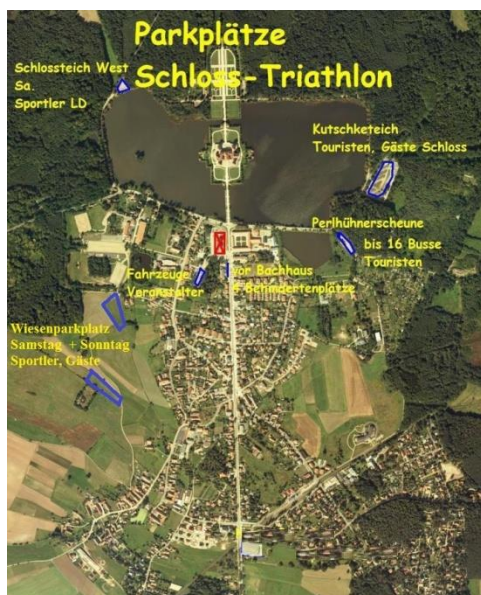 Parkplätze
Schloss-Triathlon
Schlossteich West
Sa.
Sportler LD
Kutschketeich
Touristen, Gäste Schloss
Perlhühnerscheune
bis 16 Busse
Touristen
Fahrzeuge
Veranstalter
vor Bachhaus
4 Behindertenplätze
Wiesenparkplatz
Samstag + Sonntag
Sportler, Gäste